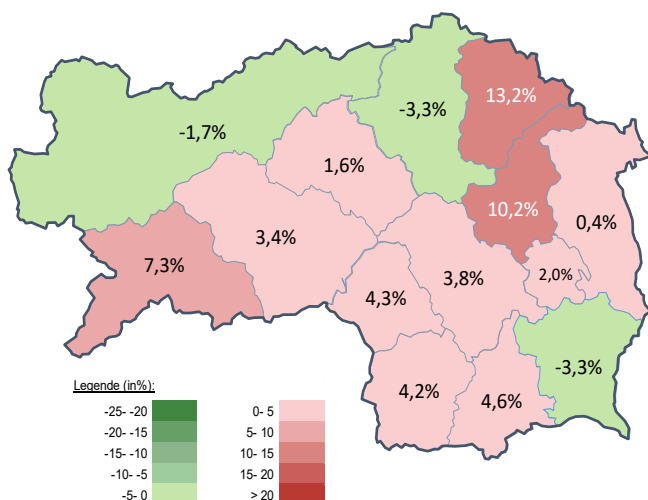 13,2%
-3,3%
-1,7%
1,6%
10,2%
0,4%
3,4%
7,3%
3,8%
2,0%
4,3%
-3,3%
4,2%
4,6%
Legende (in%):
-25- -20 0- 5
-20- -15 5- 10
-15- -10 10- 15
-10- -5 15- 20
-5- 0 > 20